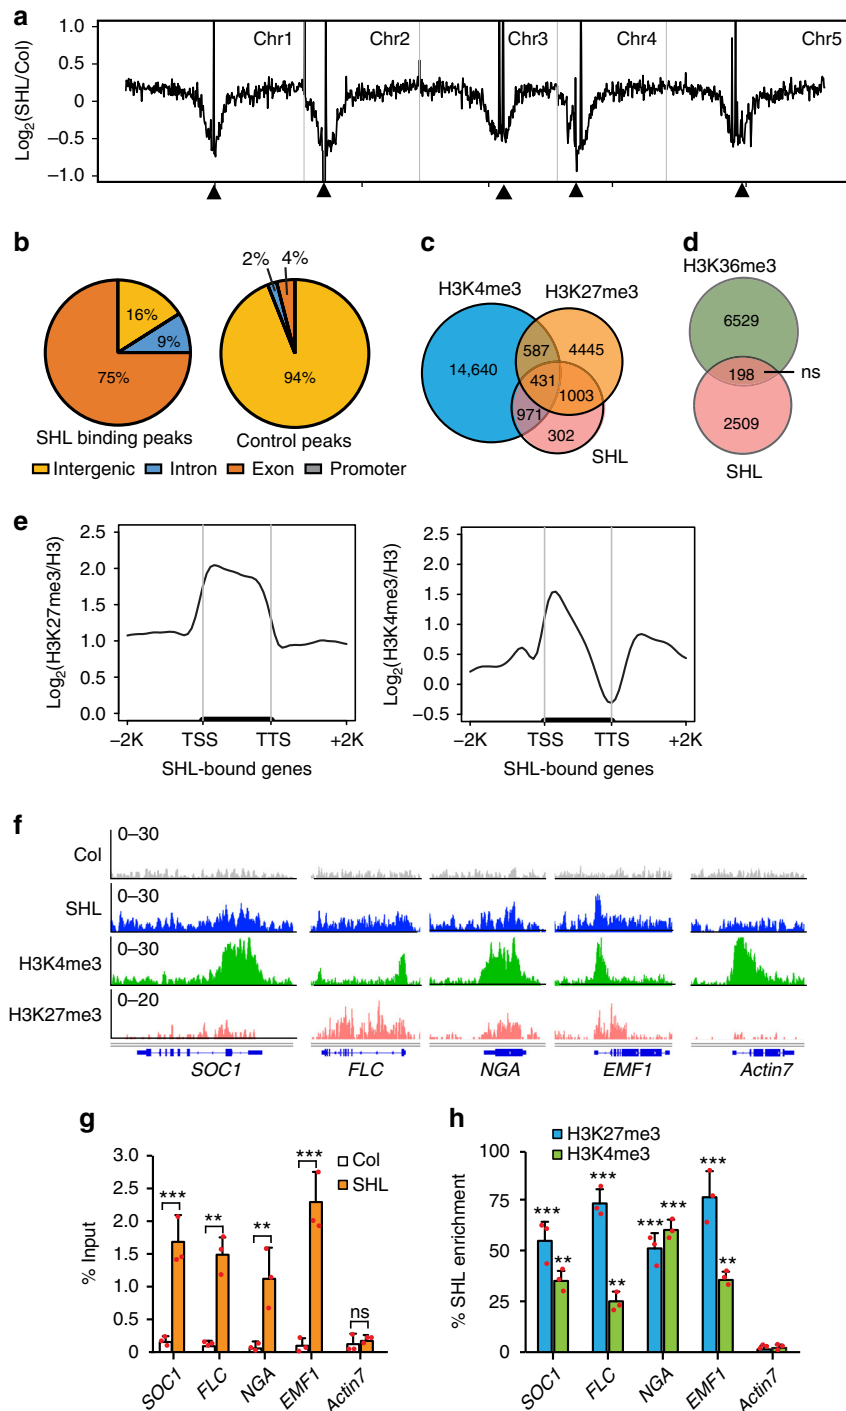 a
Log2(SHL/Col)
1.0
0.5
0
−0.5
−1.0
Chr1
Chr2
Chr3
Chr4
Chr5
b
16%
9%
75%
SHL binding peaks
2%
4%
94%
Control peaks
Intergenic
Intron
Exon
Promoter
c
H3K4me3
H3K27me3
14,640
587
4445
431
1003
971
302
SHL
d
H3K36me3
6529
198
ns
2509
SHL
e
Log2(H3K27me3/H3)
2.5
2.0
1.5
1.0
0.5
0.0
−2K
TSS
TTS
+2K
SHL-bound genes
Log2(H3K4me3/H3)
2.5
2.0
1.5
1.0
0.5
0.0
−0.5
−2K
TSS
TTS
+2K
SHL-bound genes
f
Col
0–30
SHL
0–30
H3K4me3
0–30
H3K27me3
0–20
SOC1
FLC
NGA
EMF1
Actin7
g
% Input
3.0
2.5
2.0
1.5
1.0
0.5
0
Col
SHL
***
**
**
***
ns
SOC1
FLC
NGA
EMF1
Actin7
h
% SHL enrichment
100
75
50
25
0
H3K27me3
H3K4me3
***
**
***
**
***
***
***
**
SOC1
FLC
NGA
EMF1
Actin7